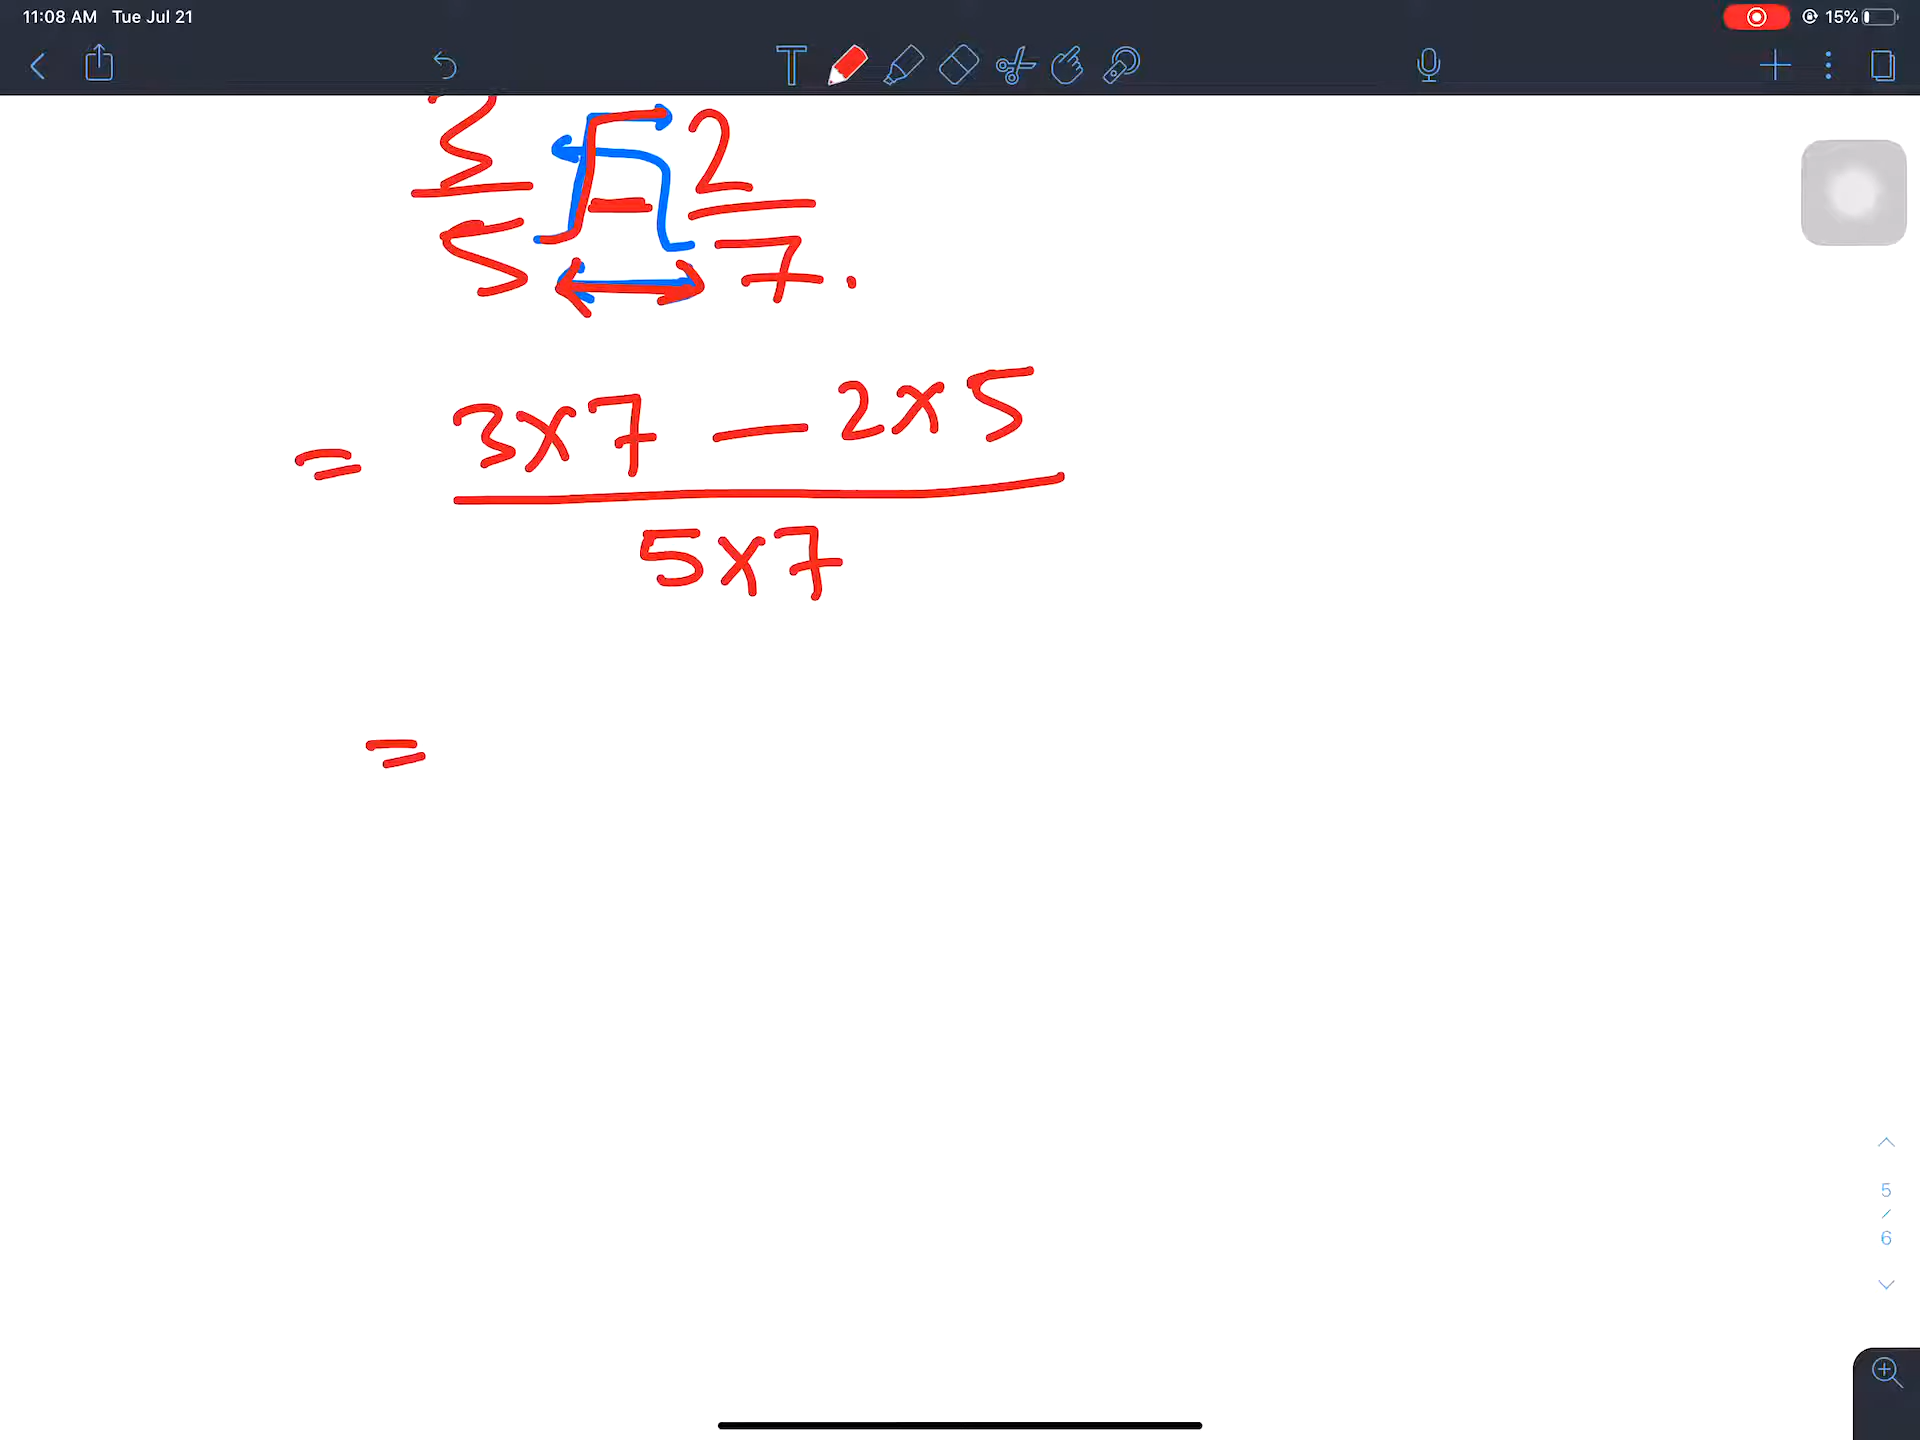 11:08 AM Tue Jul 21
15%
T
3/5 - 2/7.
= 3x7 — 2x5
5x7
=
5
/
6